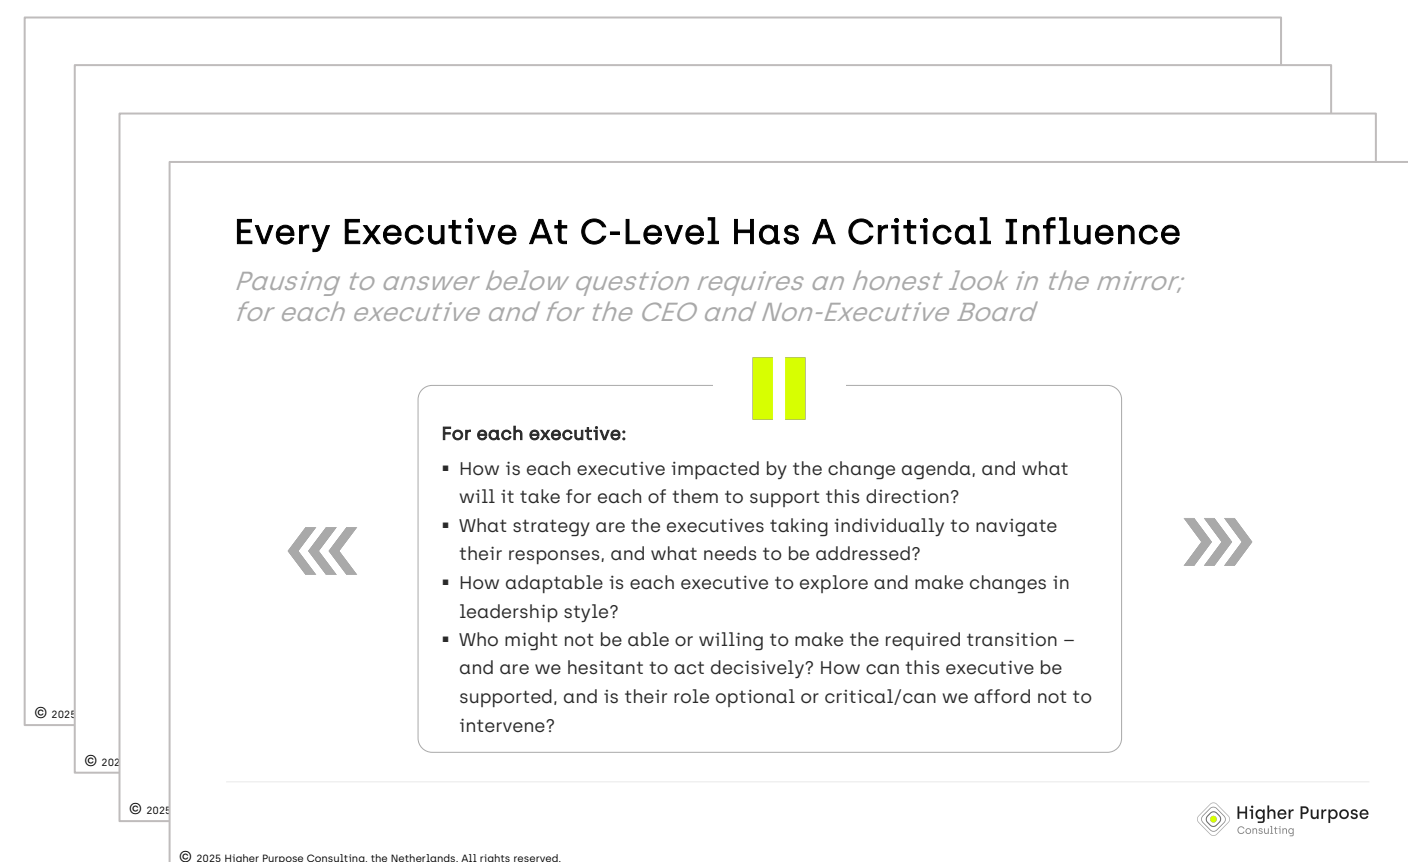 Every Executive At C-Level Has A Critical Influence
Pausing to answer below question requires an honest look in the mirror;
for each executive and for the CEO and Non-Executive Board
For each executive:
▪ How is each executive impacted by the change agenda, and what
will it take for each of them to support this direction?
▪ What strategy are the executives taking individually to navigate
their responses, and what needs to be addressed?
▪ How adaptable is each executive to explore and make changes in
leadership style?
▪ Who might not be able or willing to make the required transition –
and are we hesitant to act decisively? How can this executive be
supported, and is their role optional or critical/can we afford not to
intervene?
© 2025
© 202
© 2025
Higher Purpose
Consulting
© 2025 Higher Purpose Consulting, the Netherlands. All rights reserved.